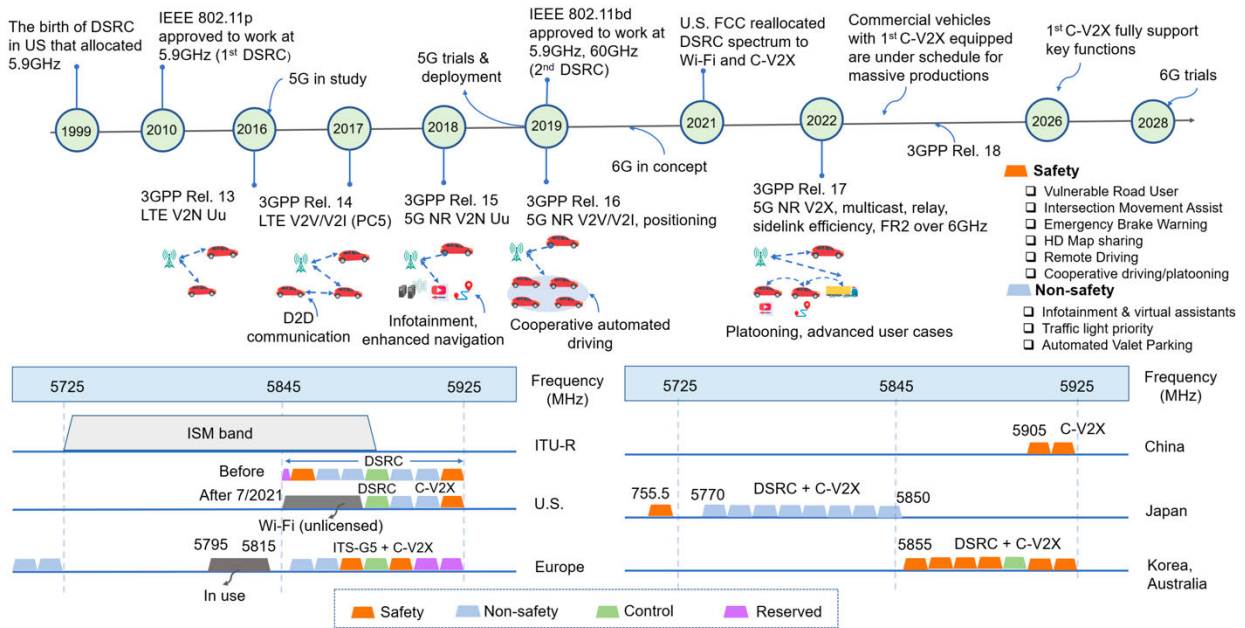 The birth of DSRC
in US that allocated
5.9GHz
IEEE 802.11p
approved to work at
5.9GHz (1st DSRC)
5G in study
5G trials &
deployment
IEEE 802.11bd
approved to work at
5.9GHz, 60GHz
(2nd DSRC)
U.S. FCC reallocated
DSRC spectrum to
Wi-Fi and C-V2X
Commercial vehicles
with 1st C-V2X equipped
are under schedule for
massive productions
1st C-V2X fully support
key functions
6G trials
1999
2010
2016
2017
2018
2019
2021
2022
2026
2028
6G in concept
3GPP Rel. 18
3GPP Rel. 13
LTE V2N Uu
3GPP Rel. 14
LTE V2V/V2I (PC5)
3GPP Rel. 15
5G NR V2N Uu
3GPP Rel. 16
5G NR V2V/V2I, positioning
3GPP Rel. 17
5G NR V2X, multicast, relay,
sidelink efficiency, FR2 over 6GHz
D2D
communication
Infotainment,
enhanced navigation
Cooperative automated
driving
Platooning, advanced user cases
Safety
Vulnerable Road User
Intersection Movement Assist
Emergency Brake Warning
HD Map sharing
Remote Driving
Cooperative driving/platooning
Non-safety
Infotainment & virtual assistants
Traffic light priority
Automated Valet Parking
5725
5845
5925
Frequency
(MHz)
ISM band
ITU-R
Before
DSRC
After 7/2021
DSRC
C-V2X
U.S.
Wi-Fi (unlicensed)
5795
5815
ITS-G5 + C-V2X
Europe
In use
5725
5845
5925
Frequency
(MHz)
5905
C-V2X
China
755.5
5770
DSRC + C-V2X
5850
Japan
5855
DSRC + C-V2X
Korea,
Australia
Safety
Non-safety
Control
Reserved